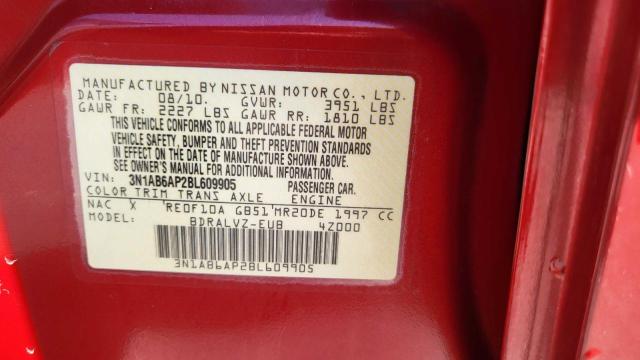 MANUFACTURED BY NISSAN MOTOR CO., LTD.
DATE: 08/10. GVWR: 3951 LBS
GAWR FR: 2227 LBS GAWR RR: 1810 LBS
THIS VEHICLE CONFORMS TO ALL APPLICABLE FEDERAL MOTOR
VEHICLE SAFETY, BUMPER AND THEFT PREVENTION STANDARDS
IN EFFECT ON THE DATE OF MANUFACTURE SHOWN ABOVE.
SEE OWNER'S MANUAL FOR ADDITIONAL INFORMATION.
VIN: 3N1AB6AP2BL609905 PASSENGER CAR.
COLOR TRIM TRANS AXLE ENGINE
NAC X RE0F10A GB51 MR20DE 1997 CC
MODEL: BDRALVZ-EUB 4Z000
3N1AB6AP2BL609905